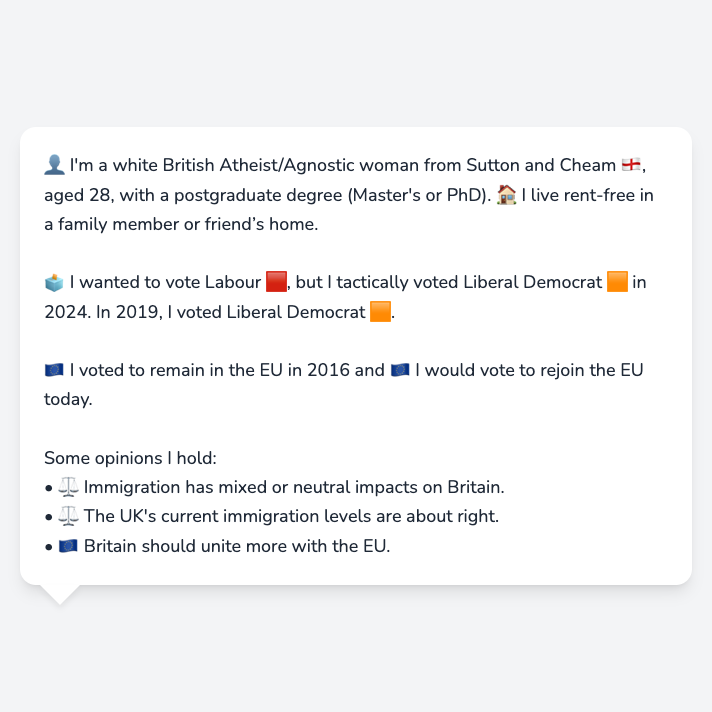 👤 I'm a white British Atheist/Agnostic woman from Sutton and Cheam 🏴󠁧󠁢󠁥󠁮󠁧󠁿,
aged 28, with a postgraduate degree (Master's or PhD). 🏠 I live rent-free in
a family member or friend’s home.
🗳️ I wanted to vote Labour 🟥, but I tactically voted Liberal Democrat 🟧 in
2024. In 2019, I voted Liberal Democrat 🟧.
🇪🇺 I voted to remain in the EU in 2016 and 🇪🇺 I would vote to rejoin the EU
today.
Some opinions I hold:
• ⚖️ Immigration has mixed or neutral impacts on Britain.
• ⚖️ The UK's current immigration levels are about right.
• 🇪🇺 Britain should unite more with the EU.